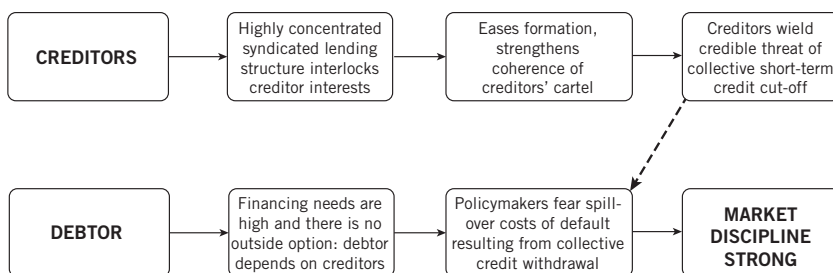 CREDITORS
Highly concentrated
syndicated lending
structure interlocks
creditor interests
Eases formation,
strengthens
coherence of
creditors' cartel
Creditors wield
credible threat of
collective short-term
credit cut-off
DEBTOR
Financing needs are
high and there is no
outside option: debtor
depends on creditors
Policymakers fear spill-
over costs of default
resulting from collective
credit withdrawal
MARKET
DISCIPLINE
STRONG